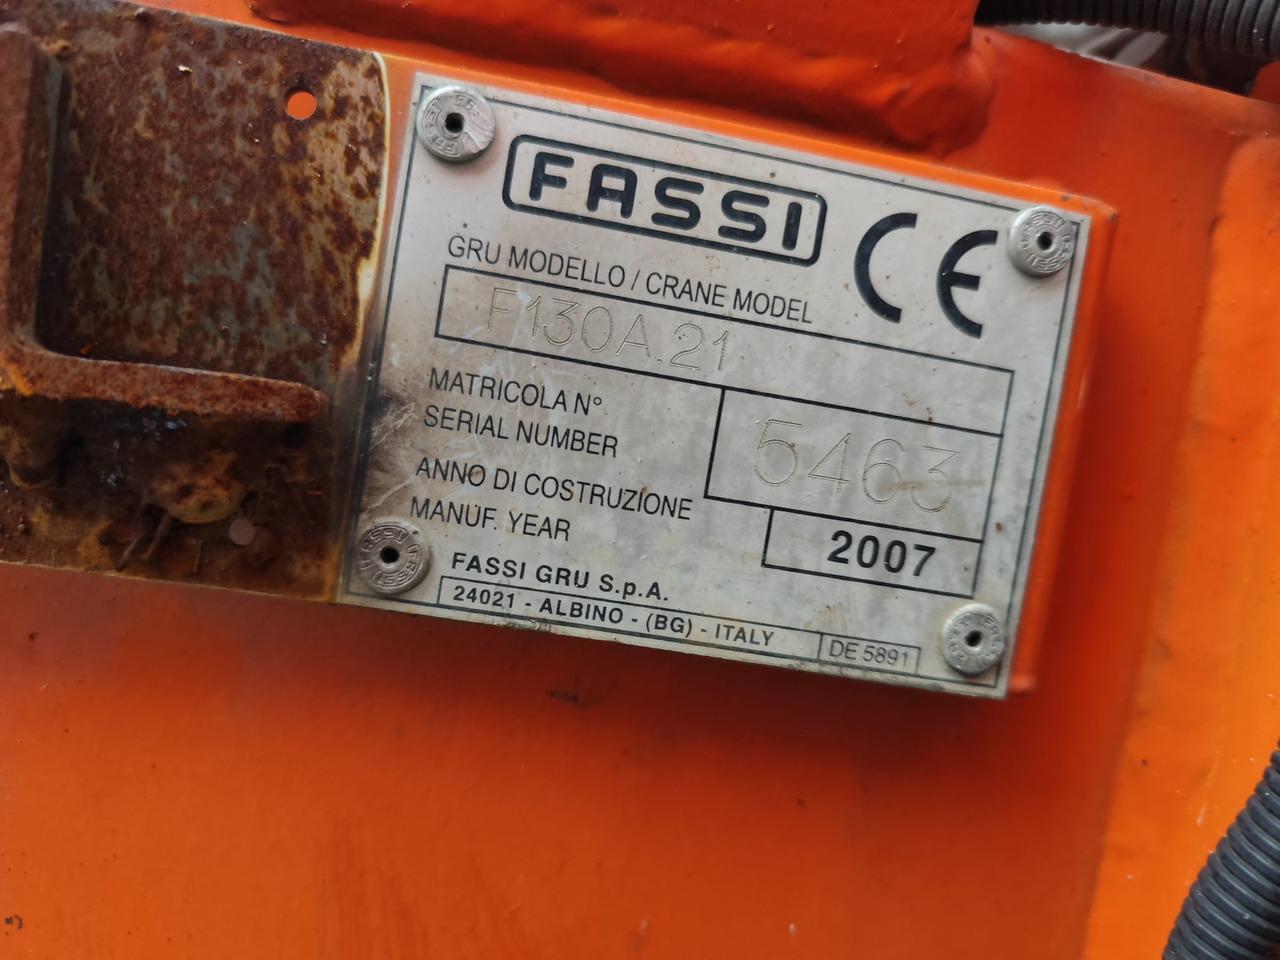 FASSI CE
GRU MODELLO / CRANE MODEL
F130A.21
MATRICOLA N°
SERIAL NUMBER
5463
ANNO DI COSTRUZIONE
MANUF. YEAR
2007
FASSI GRU S.p.A.
24021 - ALBINO - (BG) - ITALY
DE 5891